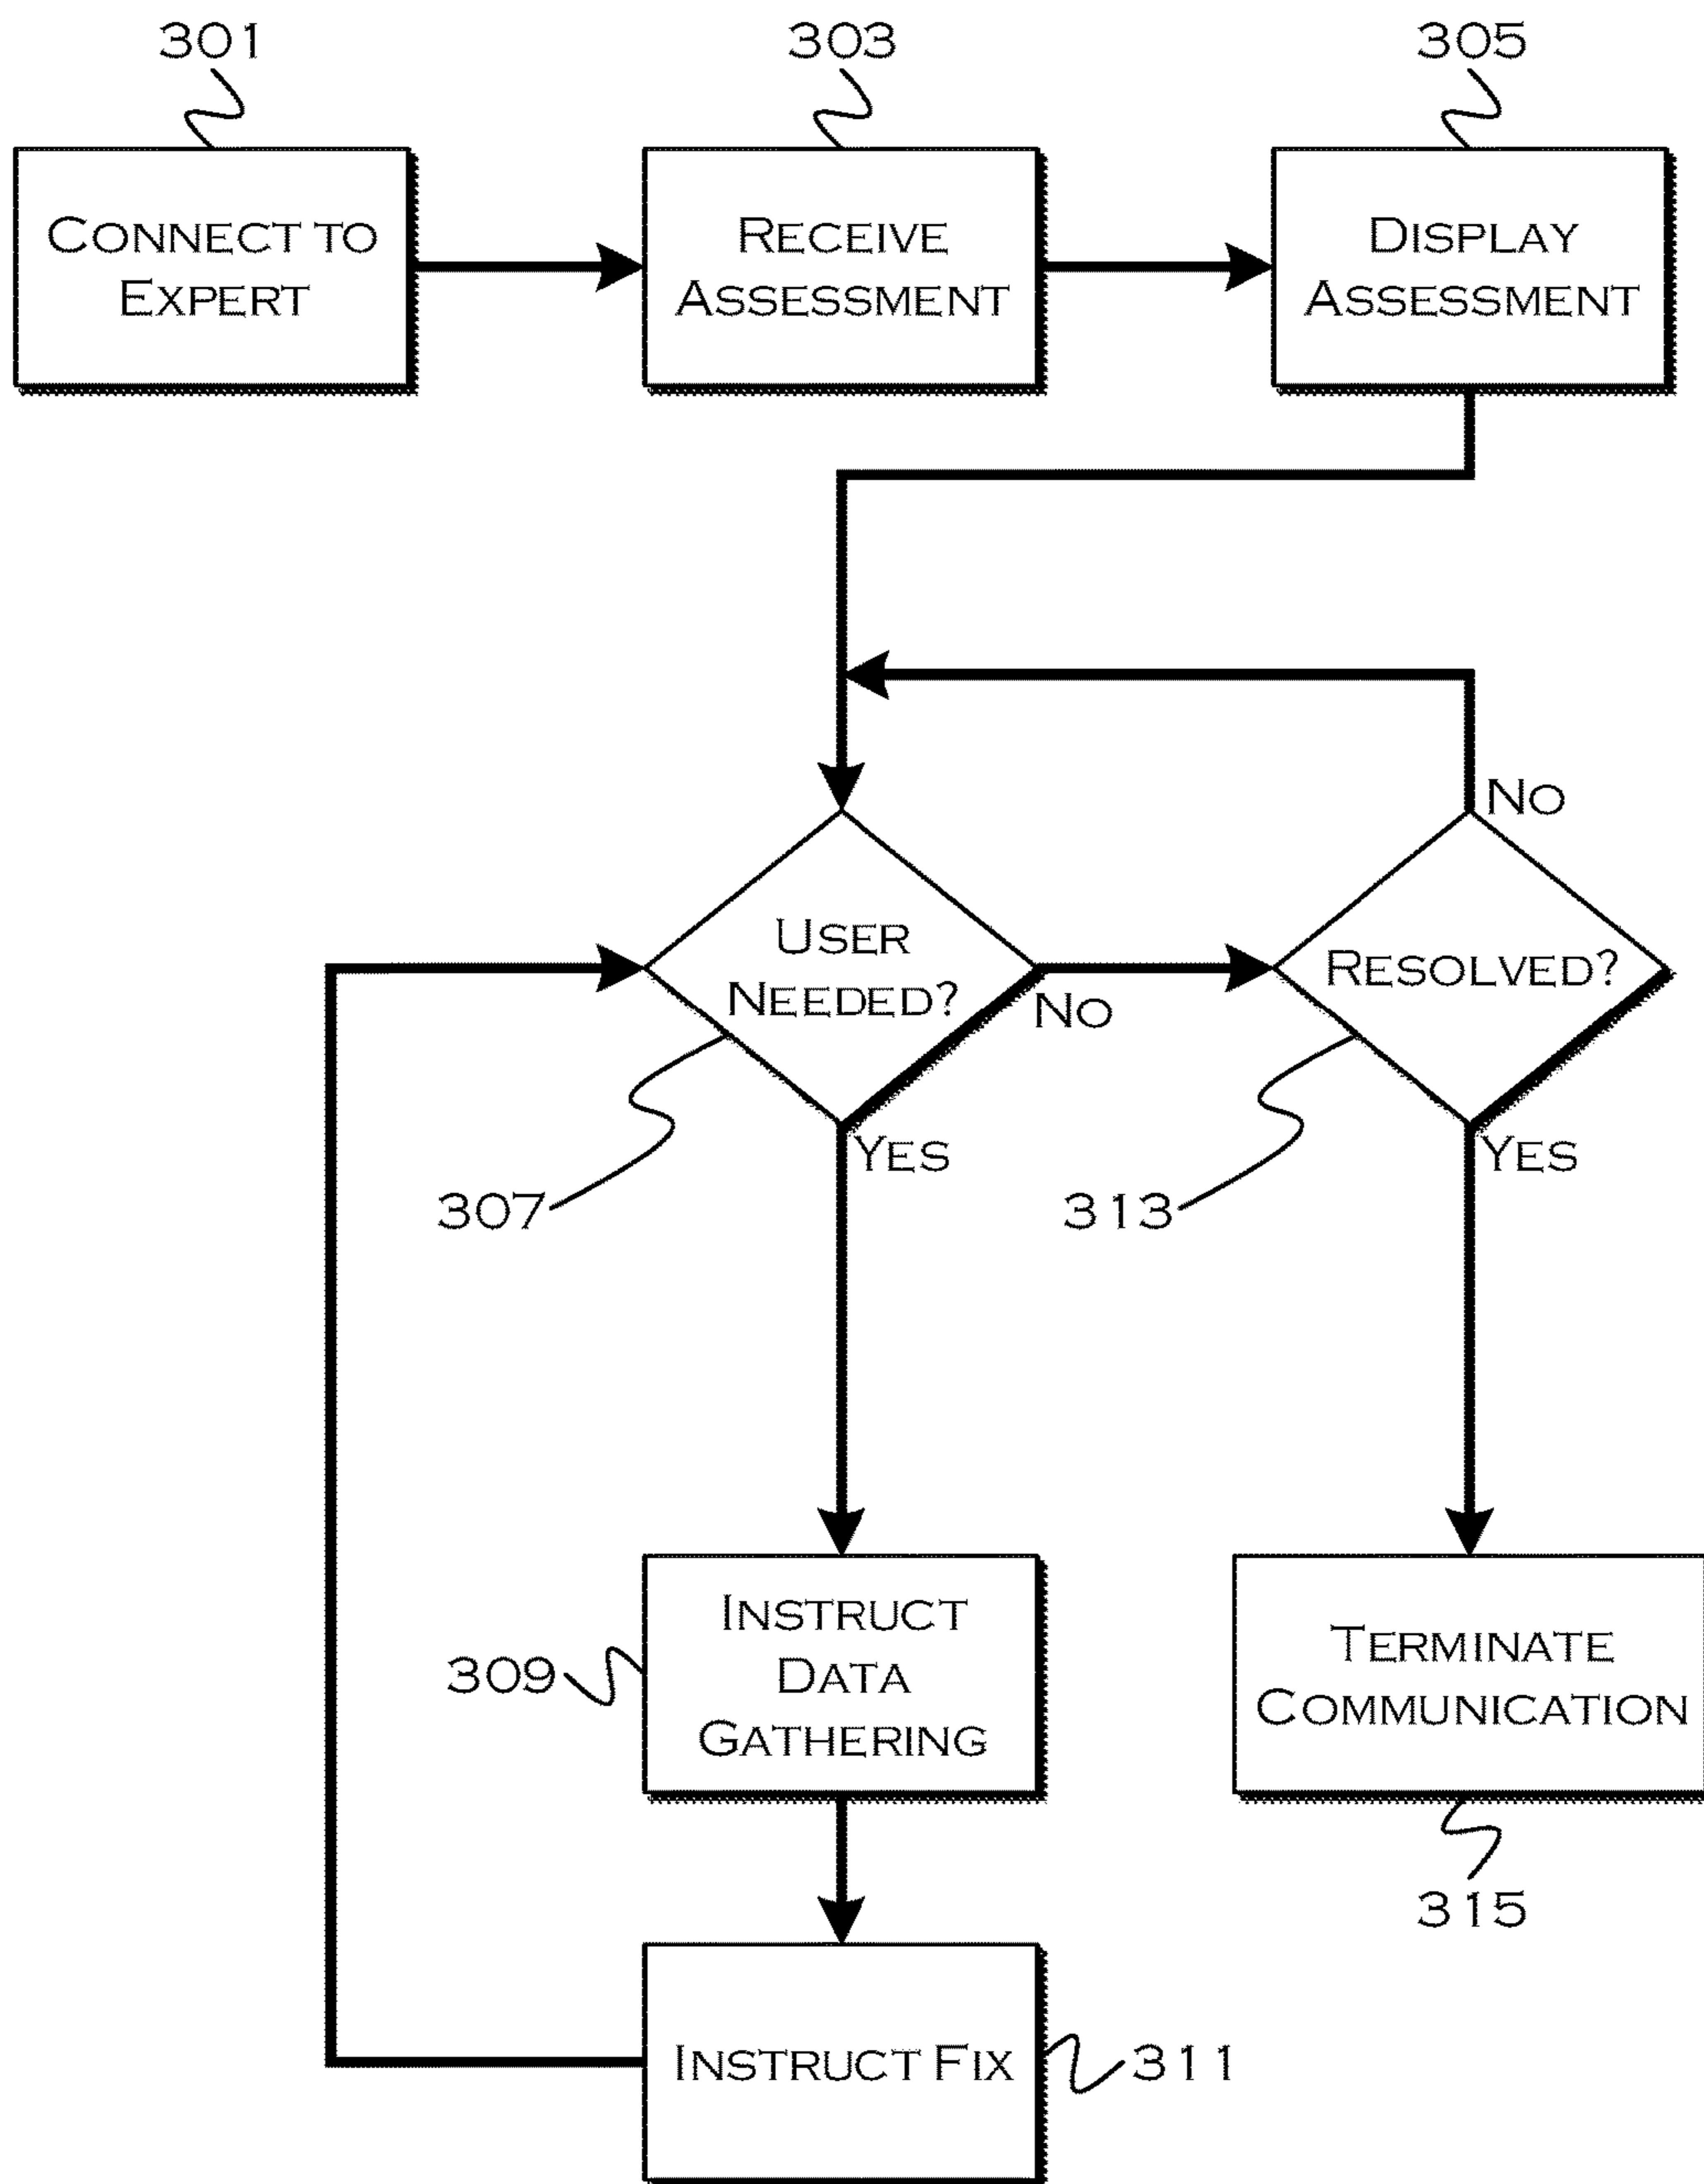 301
303
305
CONNECT TO
EXPERT
RECEIVE
ASSESSMENT
DISPLAY
ASSESSMENT
NO
USER
NEEDED?
NO
RESOLVED?
YES
YES
307
313
INSTRUCT
DATA
GATHERING
309
TERMINATE
COMMUNICATION
315
INSTRUCT FIX
311